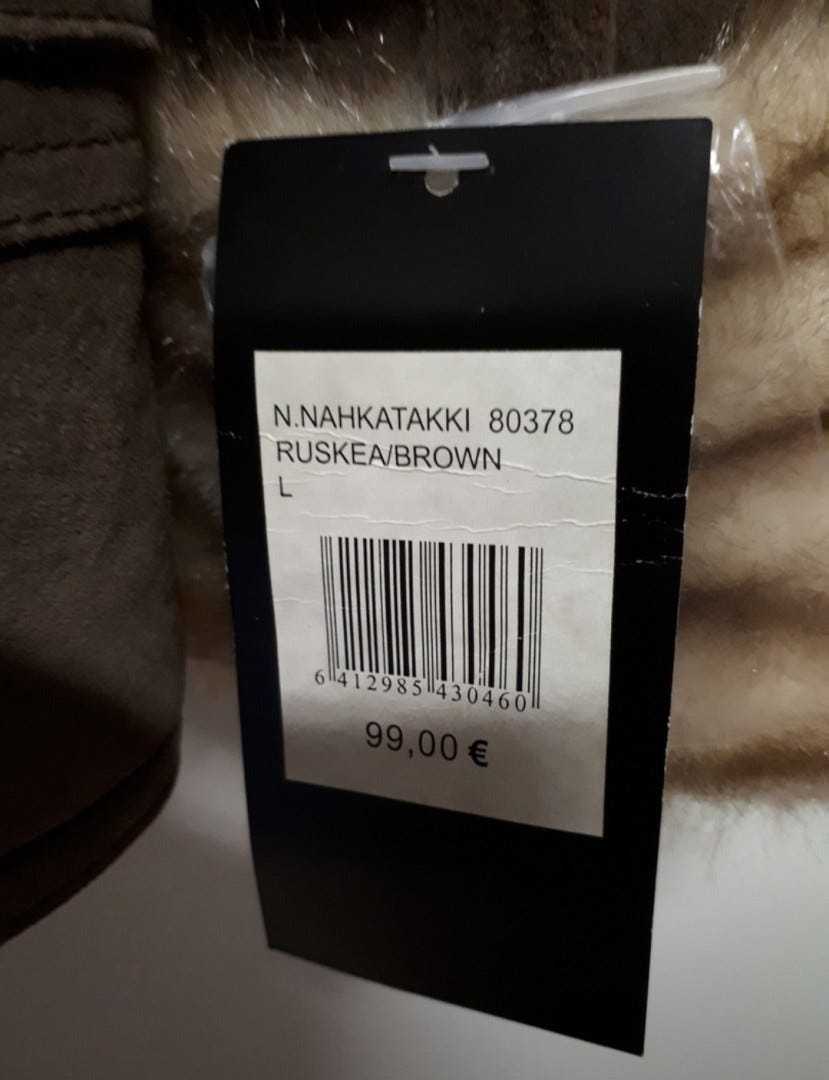 N.NAHKATAKKI 80378
RUSKEA/BROWN
L
6 412985 430460
99,00 €